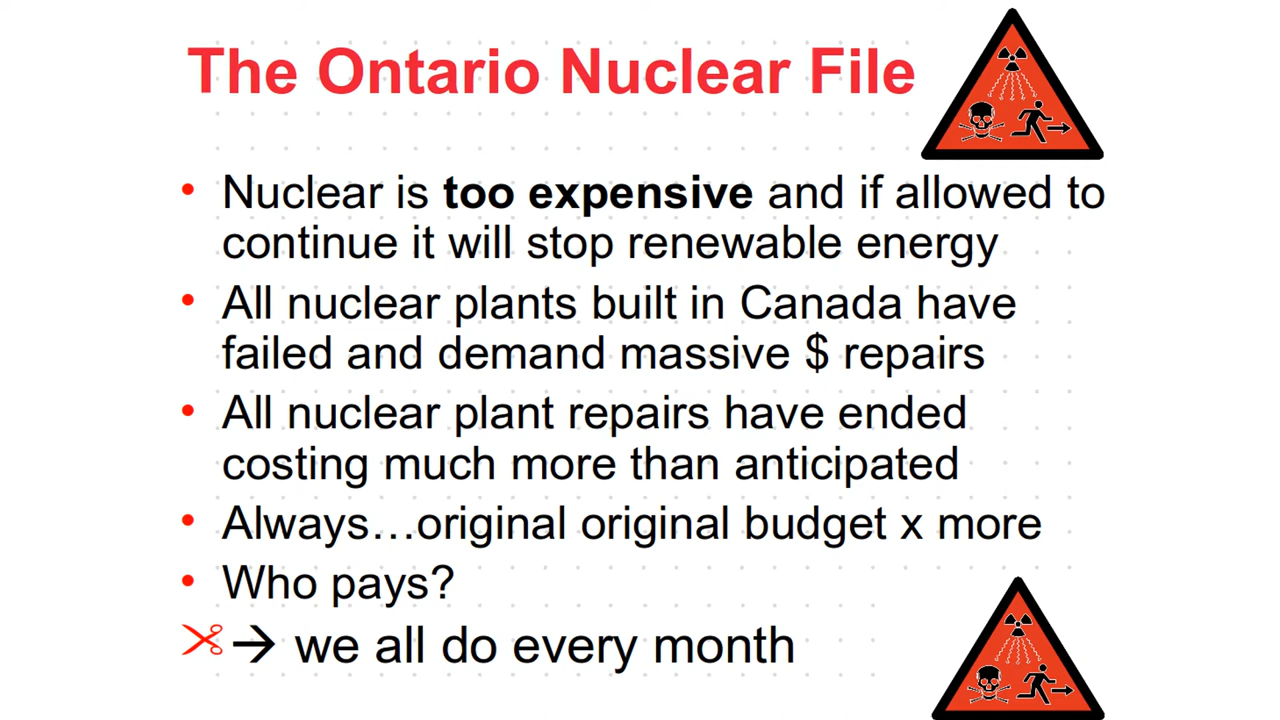 The Ontario Nuclear File
• Nuclear is too expensive and if allowed to
continue it will stop renewable energy
• All nuclear plants built in Canada have
failed and demand massive $ repairs
• All nuclear plant repairs have ended
costing much more than anticipated
• Always…original original budget x more
• Who pays?
✂→ we all do every month